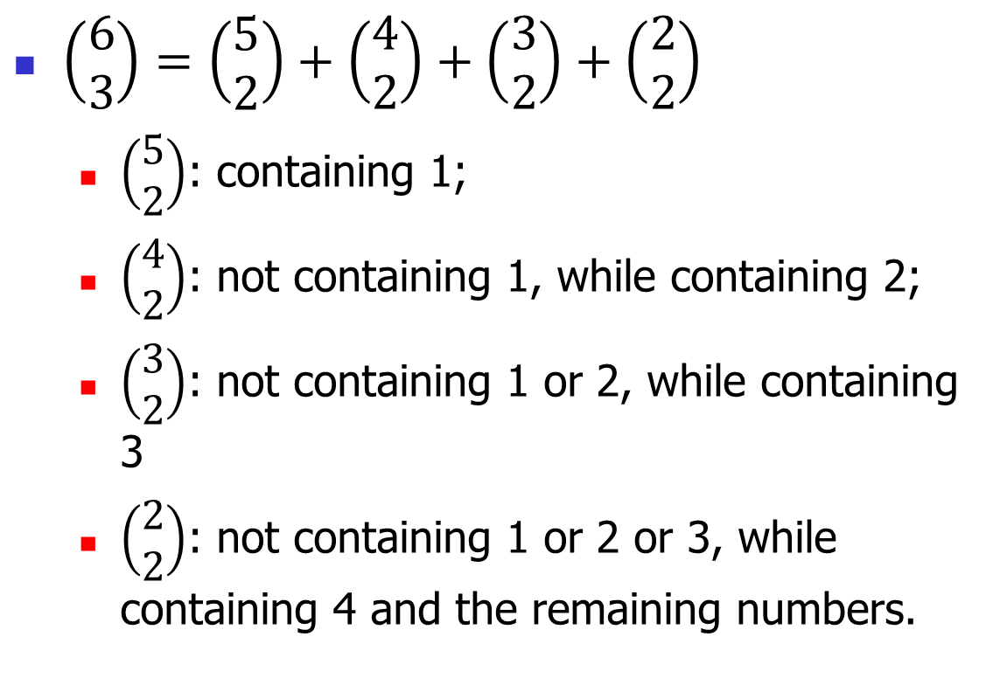 ▪ $\binom{6}{3} = \binom{5}{2} + \binom{4}{2} + \binom{3}{2} + \binom{2}{2}$
▪ $\binom{5}{2}$: containing 1;
▪ $\binom{4}{2}$: not containing 1, while containing 2;
▪ $\binom{3}{2}$: not containing 1 or 2, while containing
3
▪ $\binom{2}{2}$: not containing 1 or 2 or 3, while
containing 4 and the remaining numbers.